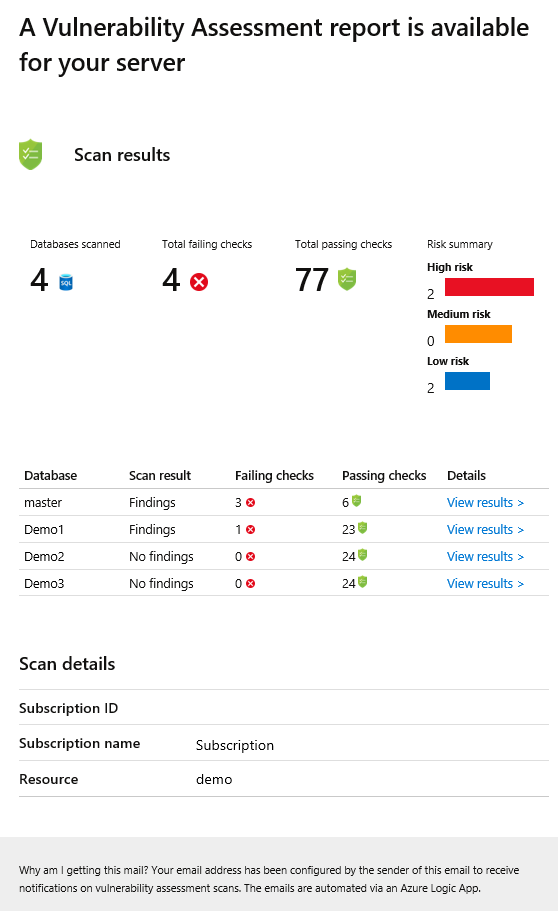 A Vulnerability Assessment report is available
for your server
Scan results
Databases scanned
4 SQL
Total failing checks
4
Total passing checks
77
Risk summary
High risk
2
Medium risk
0
Low risk
2
Database Scan result Failing checks Passing checks Details
master Findings 3 6 View results >
Demo1 Findings 1 23 View results >
Demo2 No findings 0 24 View results >
Demo3 No findings 0 24 View results >
Scan details
Subscription ID
Subscription name Subscription
Resource demo
Why am I getting this mail? Your email address has been configured by the sender of this email to receive
notifications on vulnerability assessment scans. The emails are automated via an Azure Logic App.